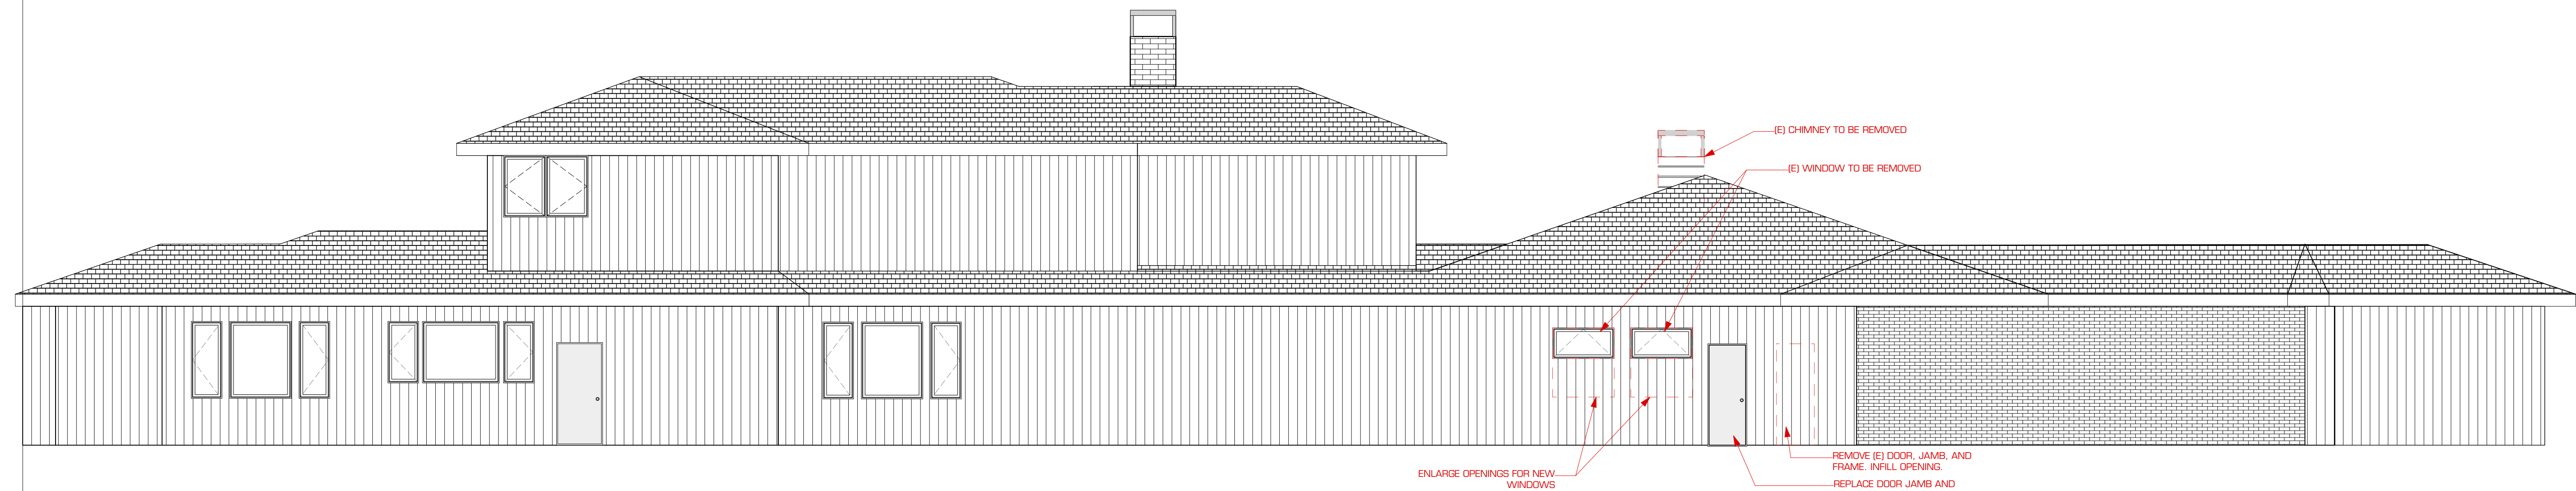 (E) CHIMNEY TO BE REMOVED
(E) WINDOW TO BE REMOVED
REMOVE (E) DOOR, JAMB, AND
FRAME. INFILL OPENING.
ENLARGE OPENINGS FOR NEW
WINDOWS
REPLACE DOOR JAMB AND